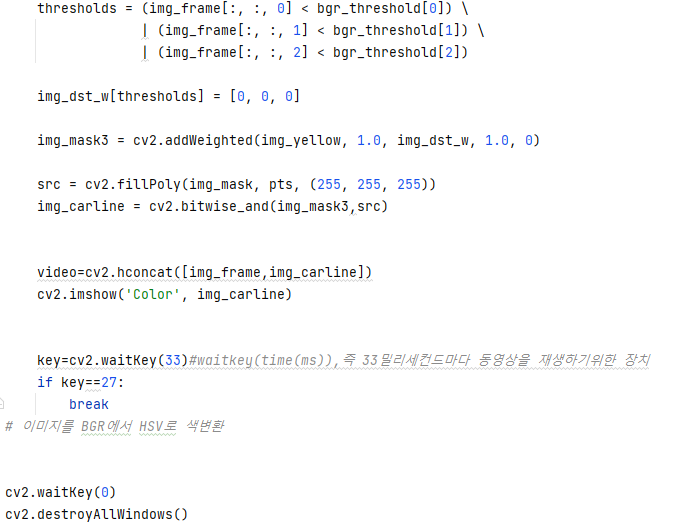 thresholds = (img_frame[:, :, 0] < bgr_threshold[0]) \
| (img_frame[:, :, 1] < bgr_threshold[1]) \
| (img_frame[:, :, 2] < bgr_threshold[2])
img_dst_w[thresholds] = [0, 0, 0]
img_mask3 = cv2.addWeighted(img_yellow, 1.0, img_dst_w, 1.0, 0)
src = cv2.fillPoly(img_mask, pts, (255, 255, 255))
img_carline = cv2.bitwise_and(img_mask3,src)
video=cv2.hconcat([img_frame,img_carline])
cv2.imshow('Color', img_carline)
key=cv2.waitKey(33)#waitkey(time(ms)),즉 33밀리세컨드마다 동영상을 재생하기위한 장치
if key==27:
break
# 이미지를 BGR에서 HSV로 색변환
cv2.waitKey(0)
cv2.destroyAllWindows()